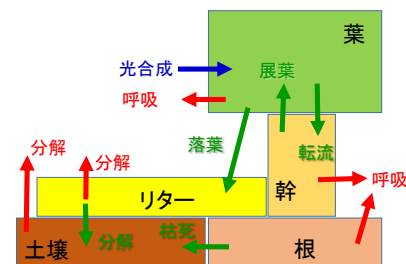 葉
光合成
展葉
呼吸
落葉
転流
分解
分解
呼吸
リター
幹
土壌
分解
枯死
根